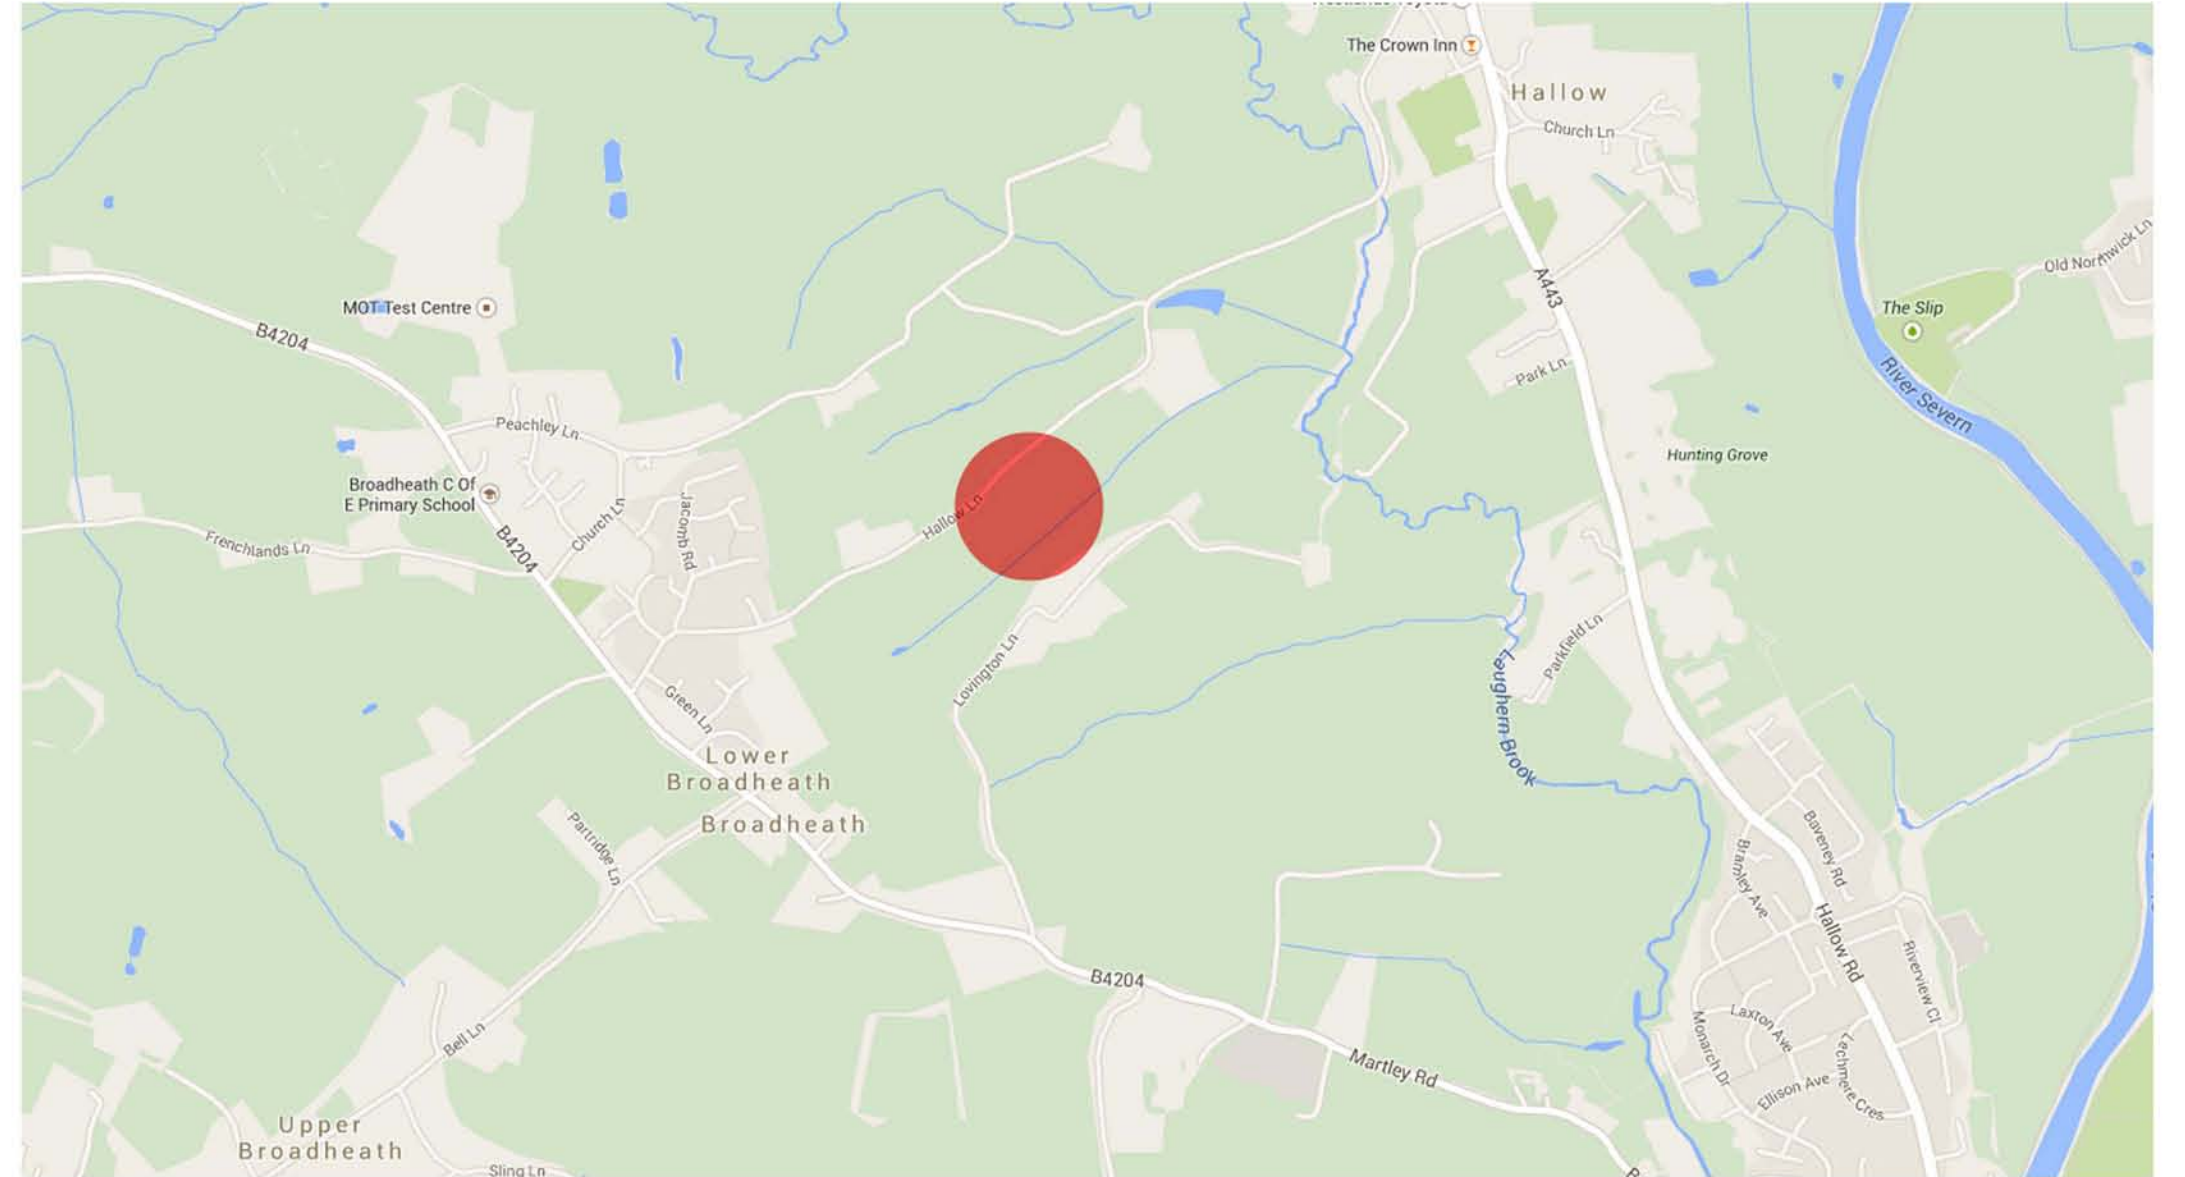 The Crown Inn
Hallow
Church Ln
Old Northwick Ln
A443
The Slip
MOT Test Centre
B4204
River Severn
Park Ln
Peachley Ln
Hunting Grove
Broadheath C Of
E Primary School
Jacomb Rd
Church Ln
Hallow Ln
Frenchlands Ln
B4204
Parkfield Ln
Lovington Ln
Laughern Brook
Green Ln
Lower
Broadheath
Broadheath
Partridge Ln
Baveney Rd
Bramley Ave
Hallow Rd
Riverview Cl
B4204
Bell Ln
Laxton Ave
Monarch Dr
Lechmere Cres
Ellison Ave
Martley Rd
Upper
Broadheath
Sling Ln